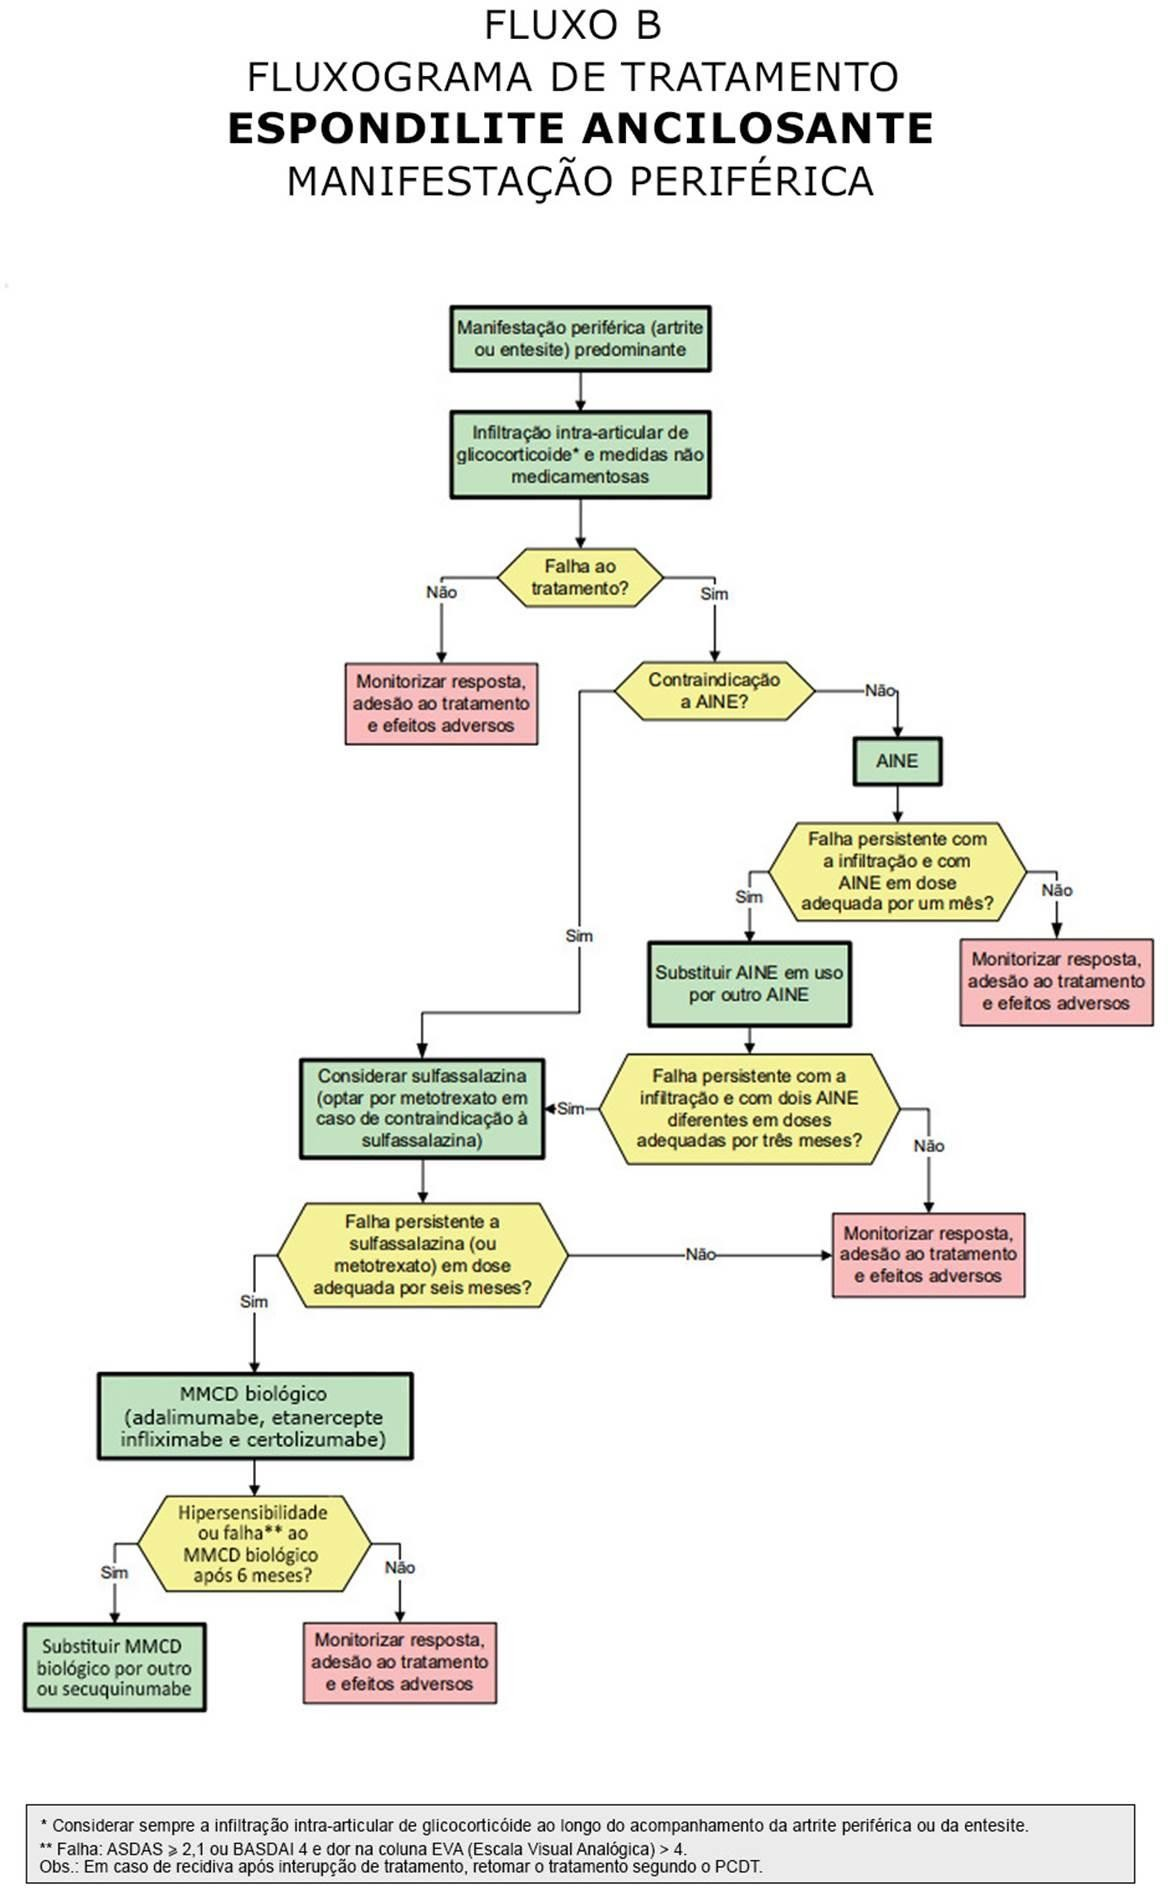 FLUXO B
FLUXOGRAMA DE TRATAMENTO
ESPONDILITE ANCILOSANTE
MANIFESTAÇÃO PERIFÉRICA
Manifestação periférica (artrite
ou entesite) predominante
Infiltração intra-articular de
glicocorticoide* e medidas não
medicamentosas
Falha ao
tratamento?
Não
Sim
Monitorizar resposta,
adesão ao tratamento
e efeitos adversos
Contraindicação
a AINE?
Não
AINE
Falha persistente com
a infiltração e com
AINE em dose
adequada por um mês?
Sim
Não
Sim
Substituir AINE em uso
por outro AINE
Monitorizar resposta,
adesão ao tratamento
e efeitos adversos
Considerar sulfassalazina
(optar por metotrexato em
caso de contraindicação à
sulfassalazina)
Sim
Falha persistente com a
infiltração e com dois AINE
diferentes em doses
adequadas por três meses?
Não
Falha persistente a
sulfassalazina (ou
metotrexato) em dose
adequada por seis meses?
Não
Monitorizar resposta,
adesão ao tratamento
e efeitos adversos
Sim
MMCD biológico
(adalimumabe, etanercepte
infliximabe e certolizumabe)
Hipersensibilidade
ou falha** ao
MMCD biológico
após 6 meses?
Sim
Não
Substituir MMCD
biológico por outro
ou secuquinumabe
Monitorizar resposta,
adesão ao tratamento
e efeitos adversos
* Considerar sempre a infiltração intra-articular de glicocorticóide ao longo do acompanhamento da artrite periférica ou da entesite.
** Falha: ASDAS ⩾ 2,1 ou BASDAI 4 e dor na coluna EVA (Escala Visual Analógica) > 4.
Obs.: Em caso de recidiva após interupção de tratamento, retomar o tratamento segundo o PCDT.